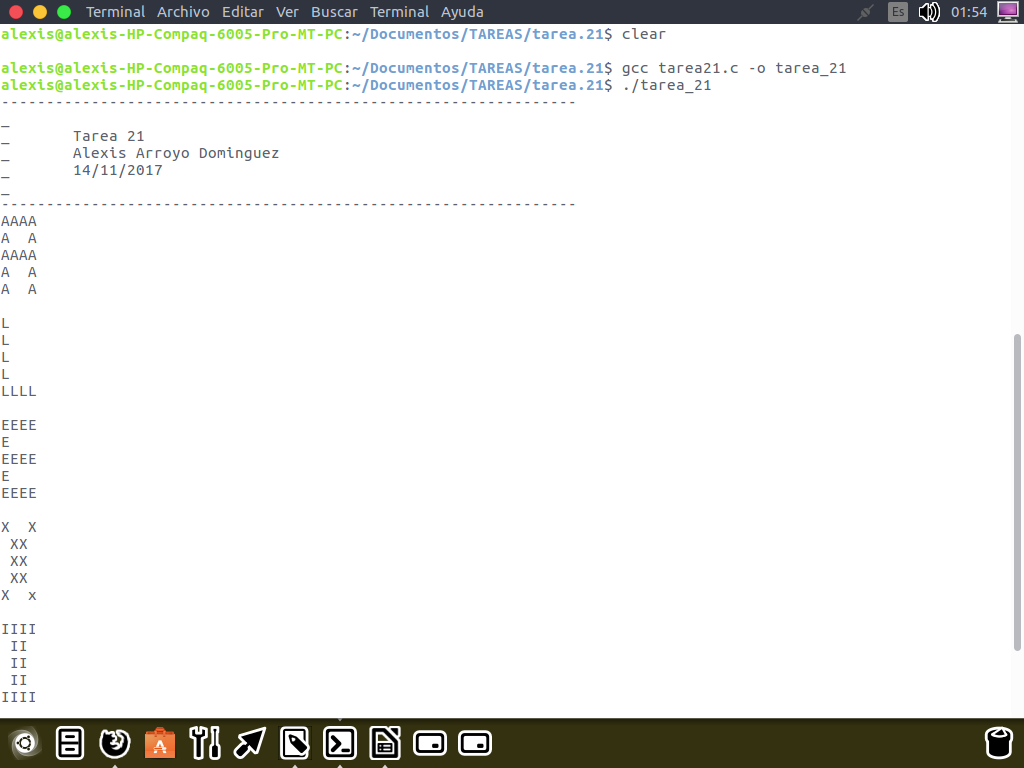 Terminal Archivo Editar Ver Buscar Terminal Ayuda Es 01:54
alexis@alexis-HP-Compaq-6005-Pro-MT-PC:~/Documentos/TAREAS/tarea.21$ clear
alexis@alexis-HP-Compaq-6005-Pro-MT-PC:~/Documentos/TAREAS/tarea.21$ gcc tarea21.c -o tarea_21
alexis@alexis-HP-Compaq-6005-Pro-MT-PC:~/Documentos/TAREAS/tarea.21$ ./tarea_21
----------------------------------------------------------------
_
_ Tarea 21
_ Alexis Arroyo Dominguez
_ 14/11/2017
_
----------------------------------------------------------------
AAAA
A  A
AAAA
A  A
A  A
L
L
L
L
LLLL
EEEE
E
EEEE
E
EEEE
X  X
 XX
 XX
 XX
X  x
IIII
 II
 II
 II
IIII